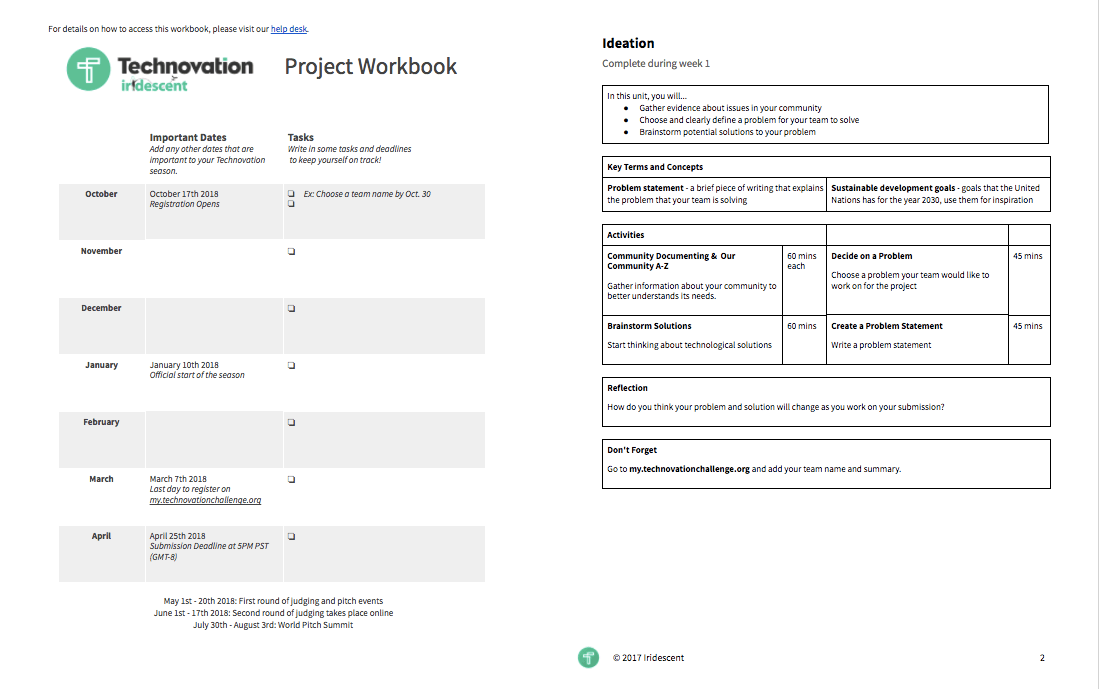 For details on how to access this workbook, please visit our help desk.
Technovation
iridescent
Project Workbook
Important Dates
Add any other dates that are
important to your Technovation
season.
Tasks
Write in some tasks and deadlines
to keep yourself on track!
October
October 17th 2018
Registration Opens
❏ Ex: Choose a team name by Oct. 30
❏
November
❏
December
❏
January
January 10th 2018
Official start of the season
❏
February
❏
March
March 7th 2018
Last day to register on
my.technovationchallenge.org
❏
April
April 25th 2018
Submission Deadline at 5PM PST
(GMT-8)
❏
May 1st - 20th 2018: First round of judging and pitch events
June 1st - 17th 2018: Second round of judging takes place online
July 30th - August 3rd: World Pitch Summit
Ideation
Complete during week 1
In this unit, you will...
● Gather evidence about issues in your community
● Choose and clearly define a problem for your team to solve
● Brainstorm potential solutions to your problem
Key Terms and Concepts
Problem statement - a brief piece of writing that explains
the problem that your team is solving
Sustainable development goals - goals that the United
Nations has for the year 2030, use them for inspiration
Activities
Community Documenting & Our
Community A-Z
Gather information about your community to
better understands its needs.
60 mins
each
Decide on a Problem
Choose a problem your team would like to
work on for the project
45 mins
Brainstorm Solutions
Start thinking about technological solutions
60 mins
Create a Problem Statement
Write a problem statement
45 mins
Reflection
How do you think your problem and solution will change as you work on your submission?
Don't Forget
Go to my.technovationchallenge.org and add your team name and summary.
© 2017 Iridescent
2